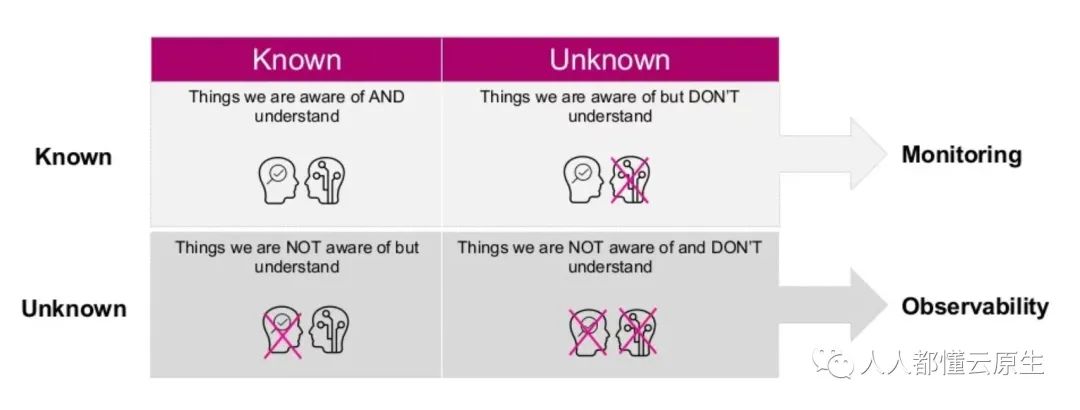 Known
Unknown
Things we are aware of AND
understand
Things we are aware of but DON'T
understand
Known
Monitoring
Things we are NOT aware of but
understand
Things we are NOT aware of and DON'T
understand
Unknown
Observability
人人都懂云原生